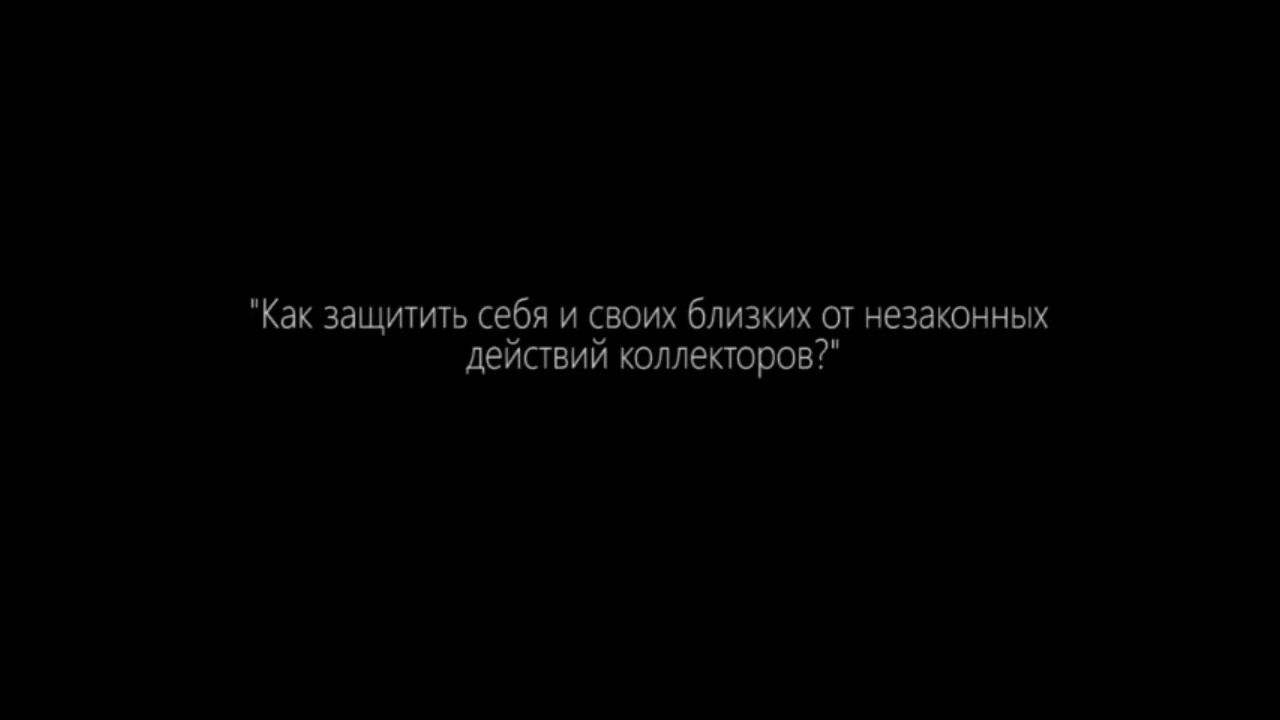 "Как защитить себя и своих близких от незаконных
действий коллекторов?"